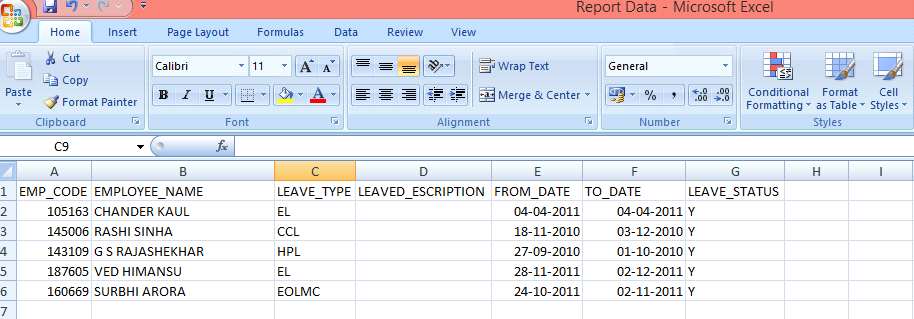 Report Data - Microsoft Excel
Home Insert Page Layout Formulas Data Review View
Paste
Cut
Copy
Format Painter
Clipboard
Calibri 11 A A
B I U A
Font
Wrap Text
Merge & Center
Alignment
General
% , .00 .0
Number
Conditional Formatting
Format as Table
Cell Styles
Styles
C9 fx
A B C D E F G H I
1 EMP_CODE EMPLOYEE_NAME LEAVE_TYPE LEAVED_ESCRIPTION FROM_DATE TO_DATE LEAVE_STATUS
2 105163 CHANDER KAUL EL 04-04-2011 04-04-2011 Y
3 145006 RASHI SINHA CCL 18-11-2010 03-12-2010 Y
4 143109 G S RAJASHEKHAR HPL 27-09-2010 01-10-2010 Y
5 187605 VED HIMANSU EL 28-11-2011 02-12-2011 Y
6 160669 SURBHI ARORA EOLMC 24-10-2011 02-11-2011 Y
7